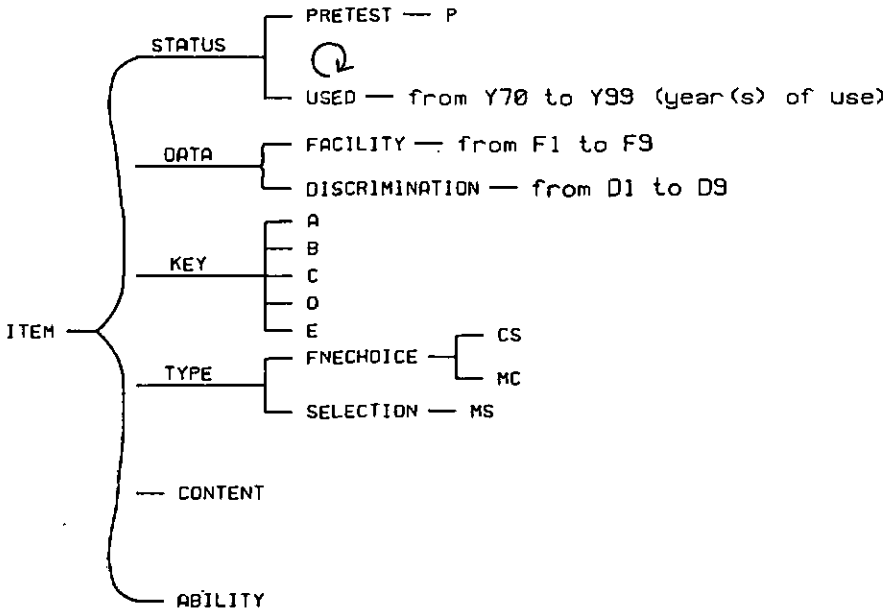 PRETEST — P
STATUS
USED — from Y70 to Y99 (year(s) of use)
FACILITY — from F1 to F9
DATA
DISCRIMINATION — from D1 to D9
A
B
KEY
C
D
E
ITEM
CS
FNECHOICE
TYPE
MC
SELECTION — MS
CONTENT
ABILITY